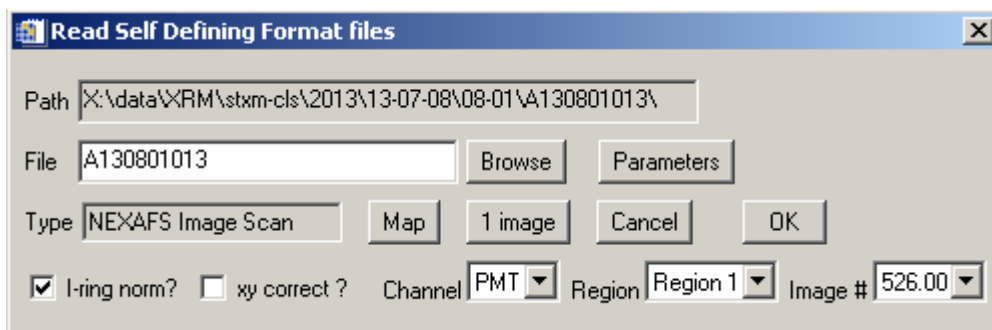 Read Self Defining Format files
Path X:\data\XRM\stxm-cls\2013\13-07-08\08-01\A130801013\
File A130801013 Browse Parameters
Type NEXAFS Image Scan Map 1 image Cancel OK
I-ring norm? xy correct ? Channel PMT Region Region 1 Image # 526.00